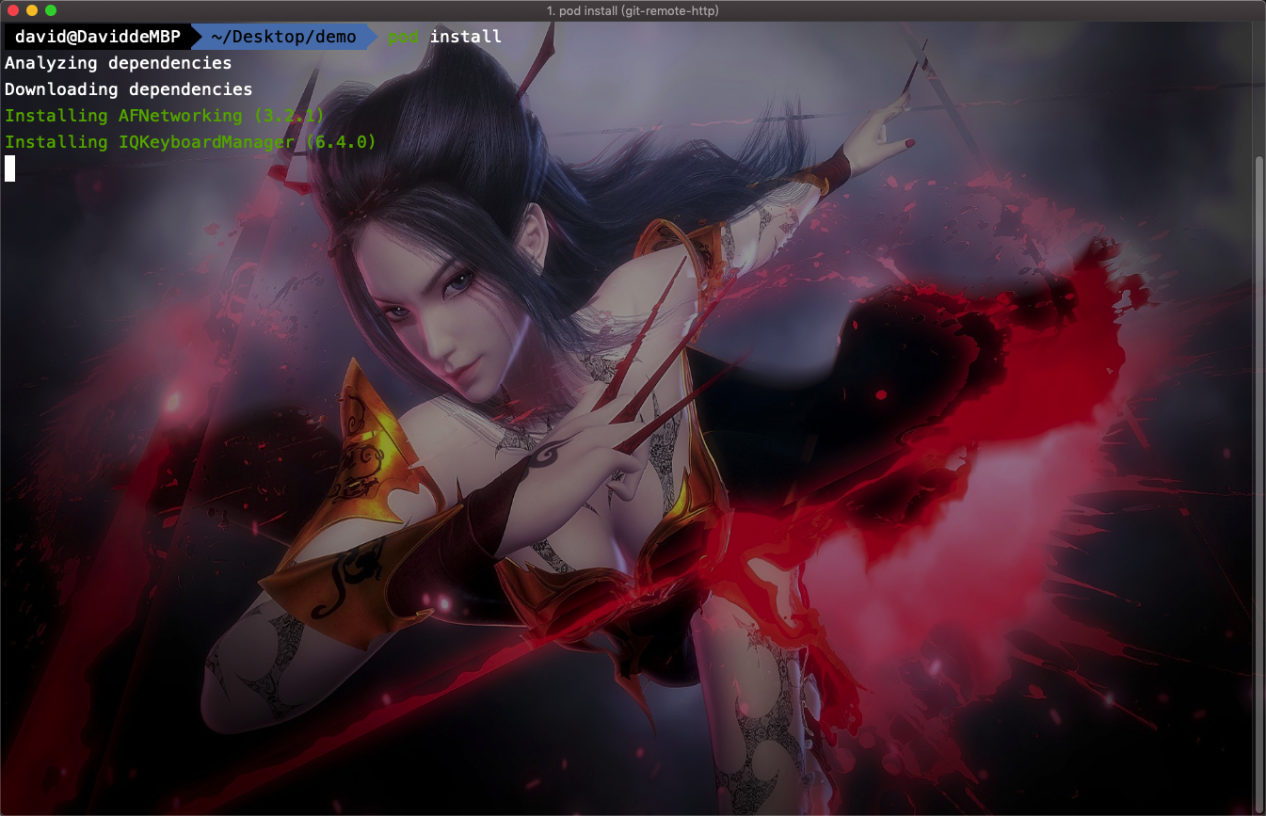 1. pod install (git-remote-http)
david@DaviddeMBP ~/Desktop/demo pod install
Analyzing dependencies
Downloading dependencies
Installing AFNetworking (3.2.1)
Installing IQKeyboardManager (6.4.0)